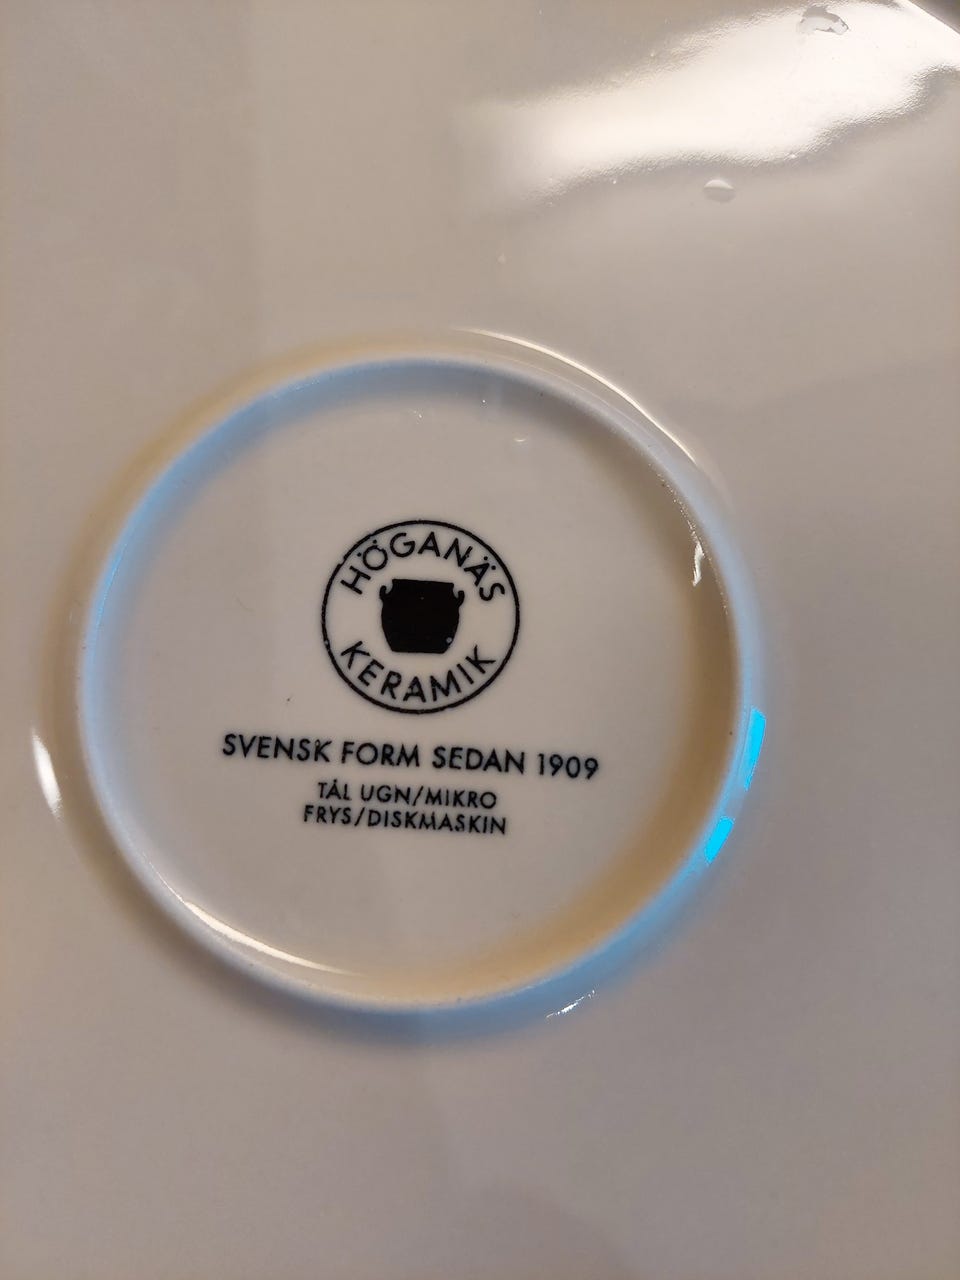 HÖGANÄS
KERAMIK
SVENSK FORM SEDAN 1909
TÅL UGN/MIKRO
FRYS/DISKMASKIN